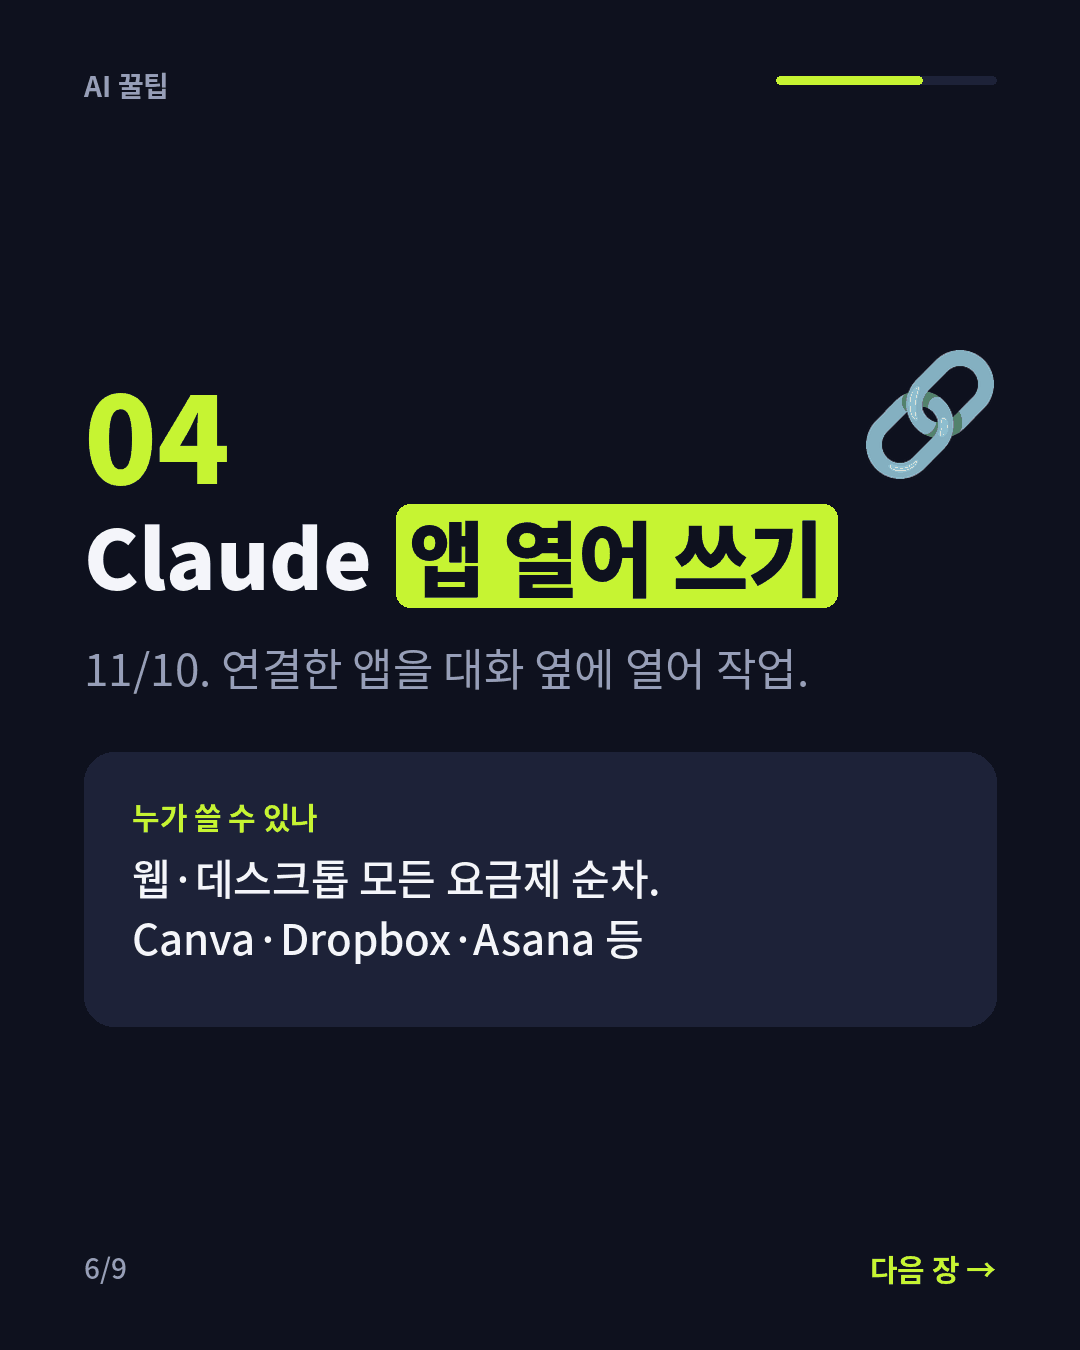 AI 꿀팁
04
Claude 앱 열어 쓰기
11/10. 연결한 앱을 대화 옆에 열어 작업.
누가 쓸 수 있나
웹·데스크톱 모든 요금제 순차.
Canva·Dropbox·Asana 등
6/9
다음 장 →